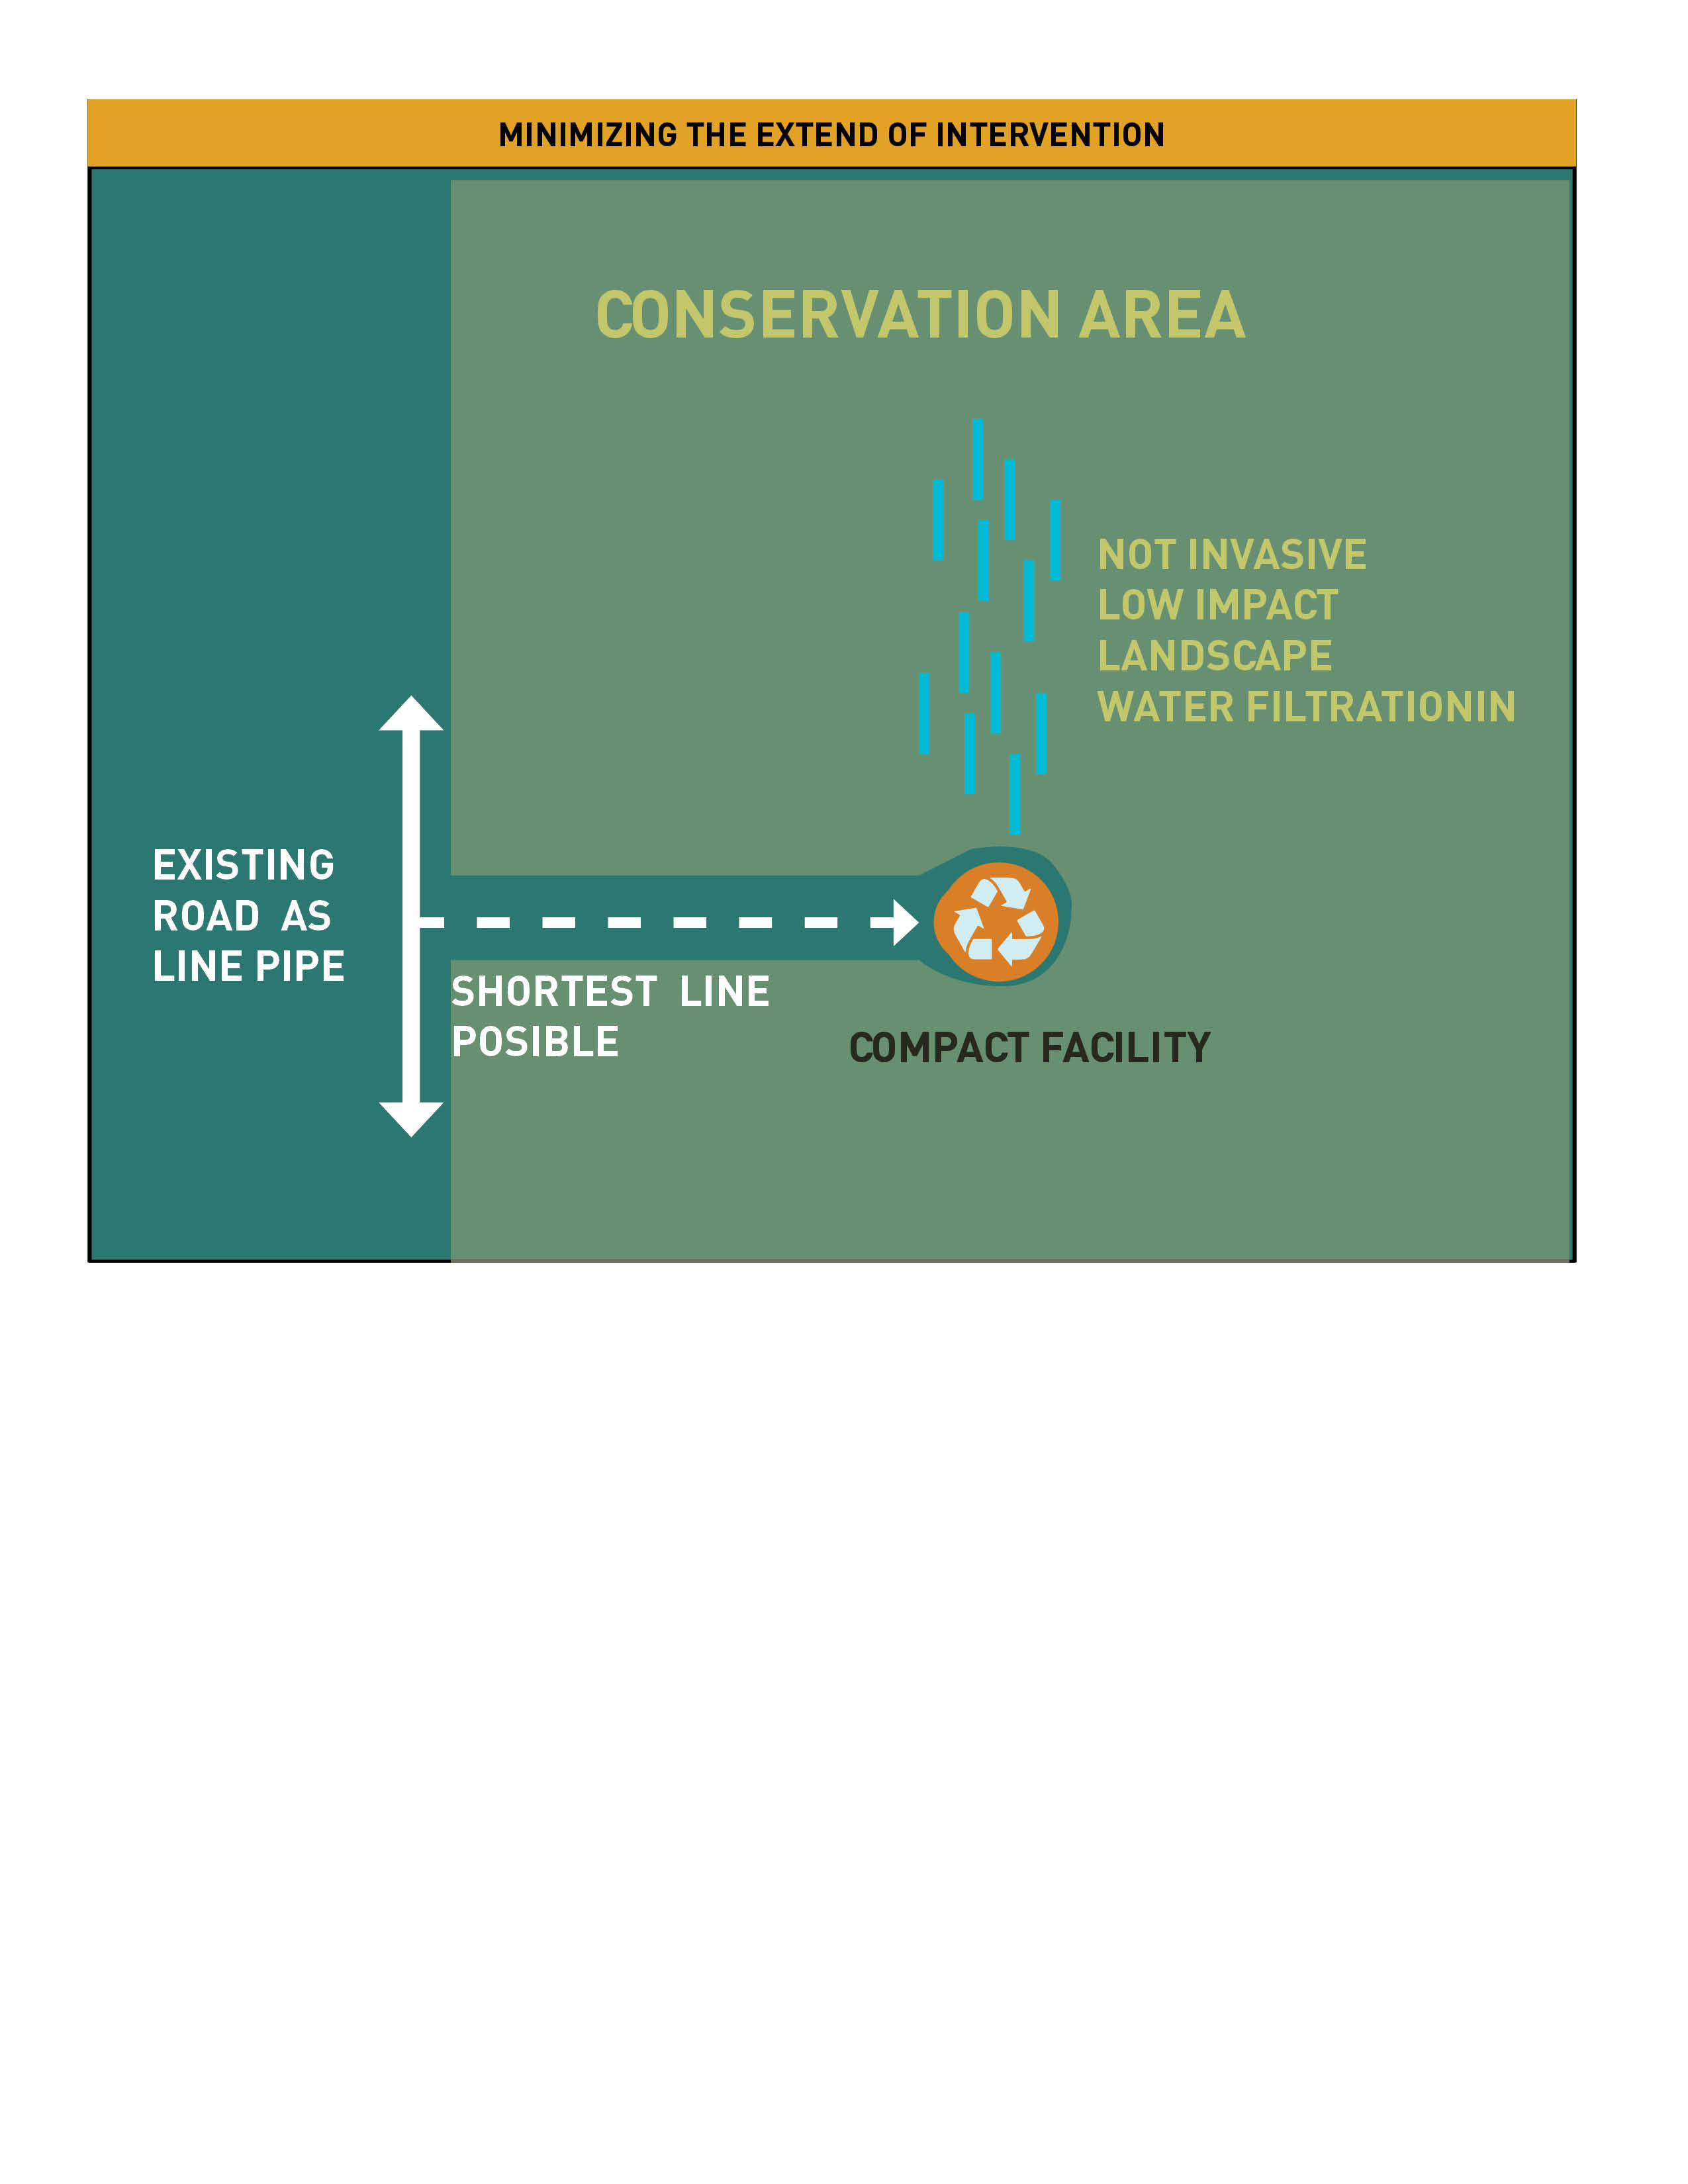 MINIMIZING THE EXTEND OF INTERVENTION
CONSERVATION AREA
NOT INVASIVE
LOW IMPACT
LANDSCAPE
WATER FILTRATIONIN
EXISTING
ROAD AS
LINE PIPE
SHORTEST LINE
POSIBLE
COMPACT FACILITY